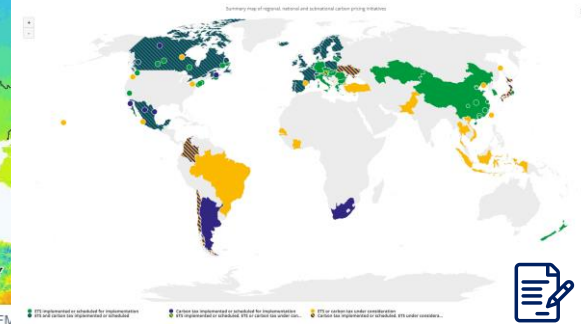 Summary map of regional, national and subnational carbon pricing initiatives
+
-
ETS implemented or scheduled for implementation
ETS and carbon tax implemented or scheduled
Carbon tax implemented or scheduled for implementation
ETS implemented or scheduled, ETS or carbon tax under con...
ETS or carbon tax under consideration
Carbon tax implemented or scheduled, ETS under considera...